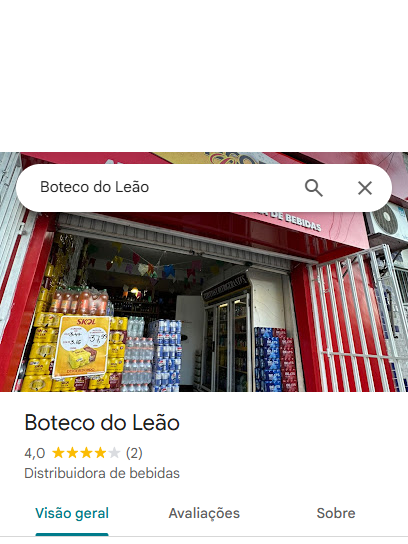 Boteco do Leão
DE BEBIDAS
SKOL
Boteco do Leão
4,0 (2)
Distribuidora de bebidas
Visão geral
Avaliações
Sobre